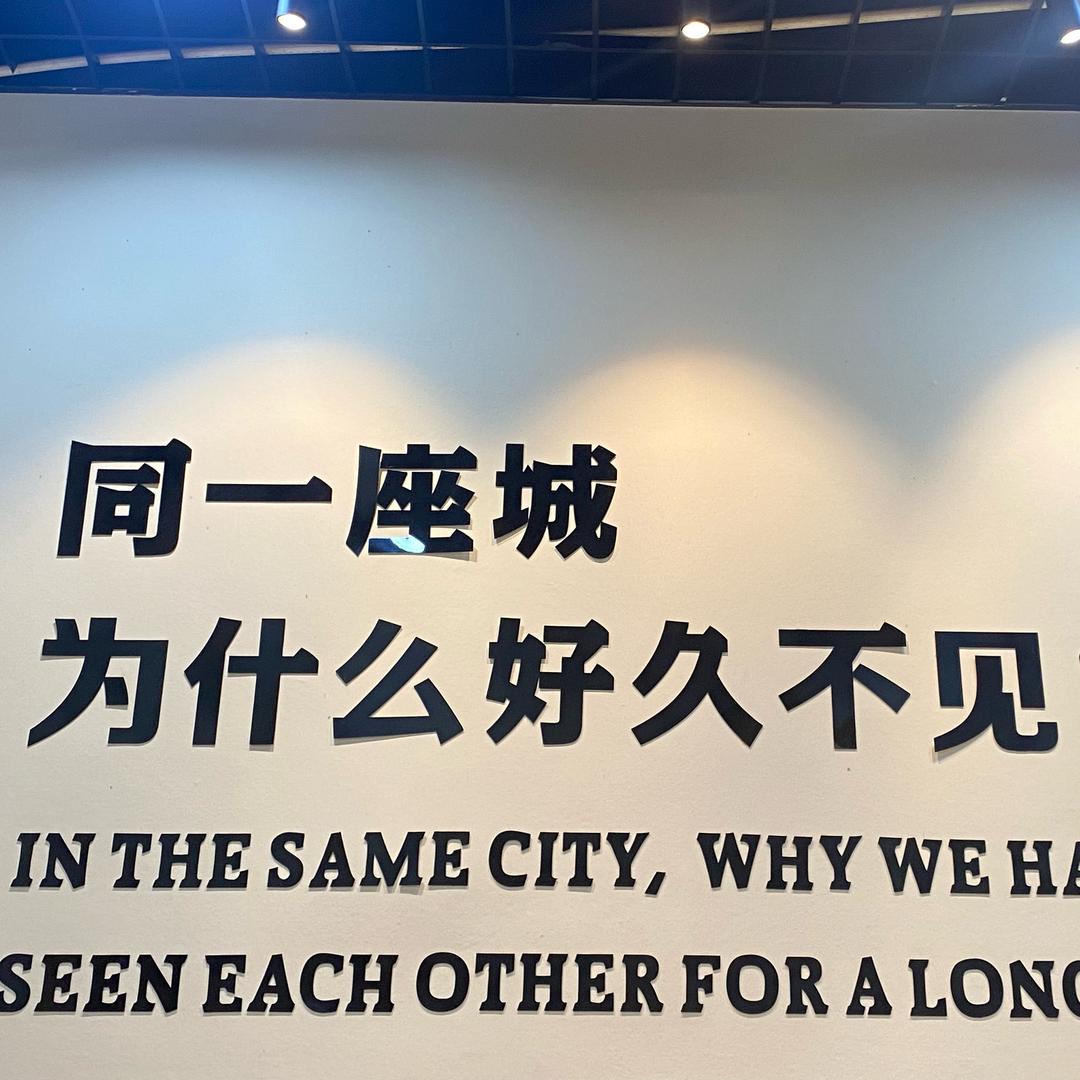 同一座城
为什么好久不见
IN THE SAME CITY, WHY WE HA
SEEN EACH OTHER FOR A LONG